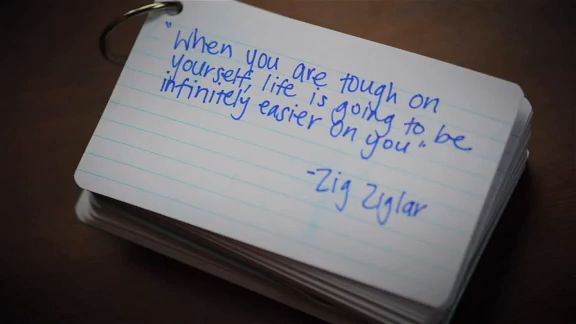 "When you are tough on
yourself, life is going to be
infinitely easier on you"
-Zig Ziglar